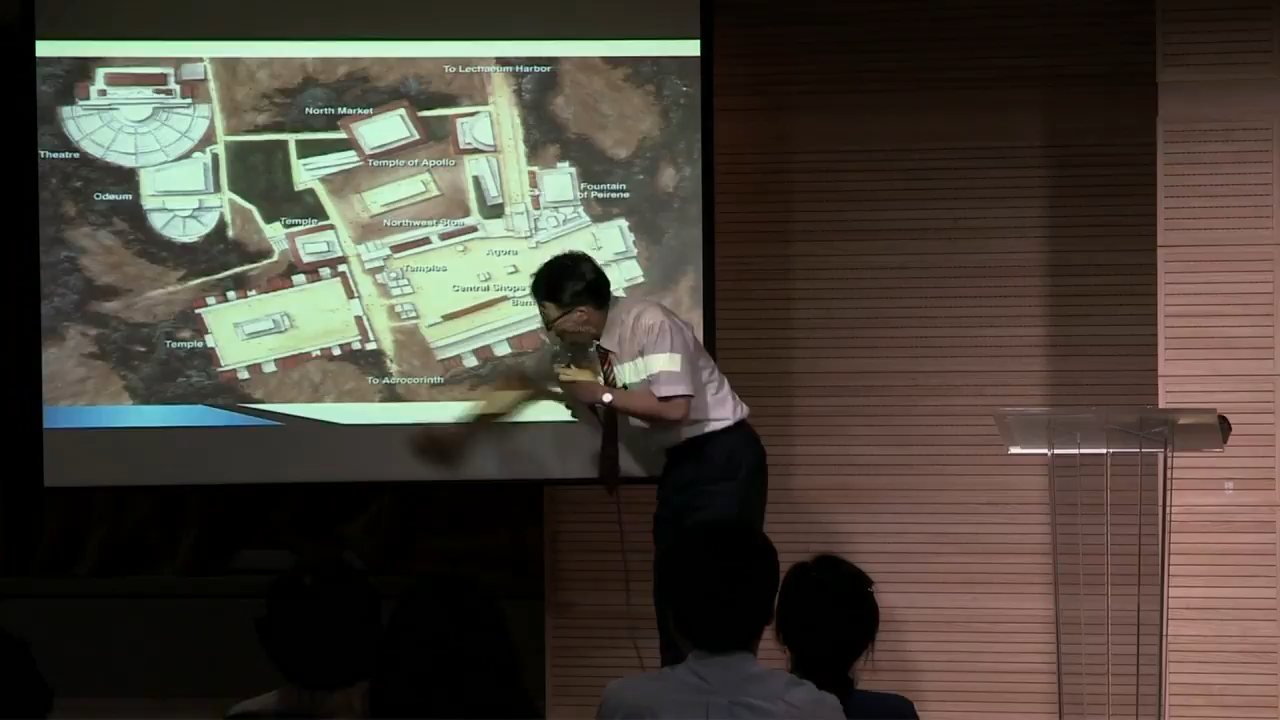 To Lechaeum Harbor
North Market
Theatre
Temple of Apollo
Fountain
of Peirene
Odeum
Temple
Northwest Stoa
Agora
Temples
Central Shops
Temple
To Acrocorinth